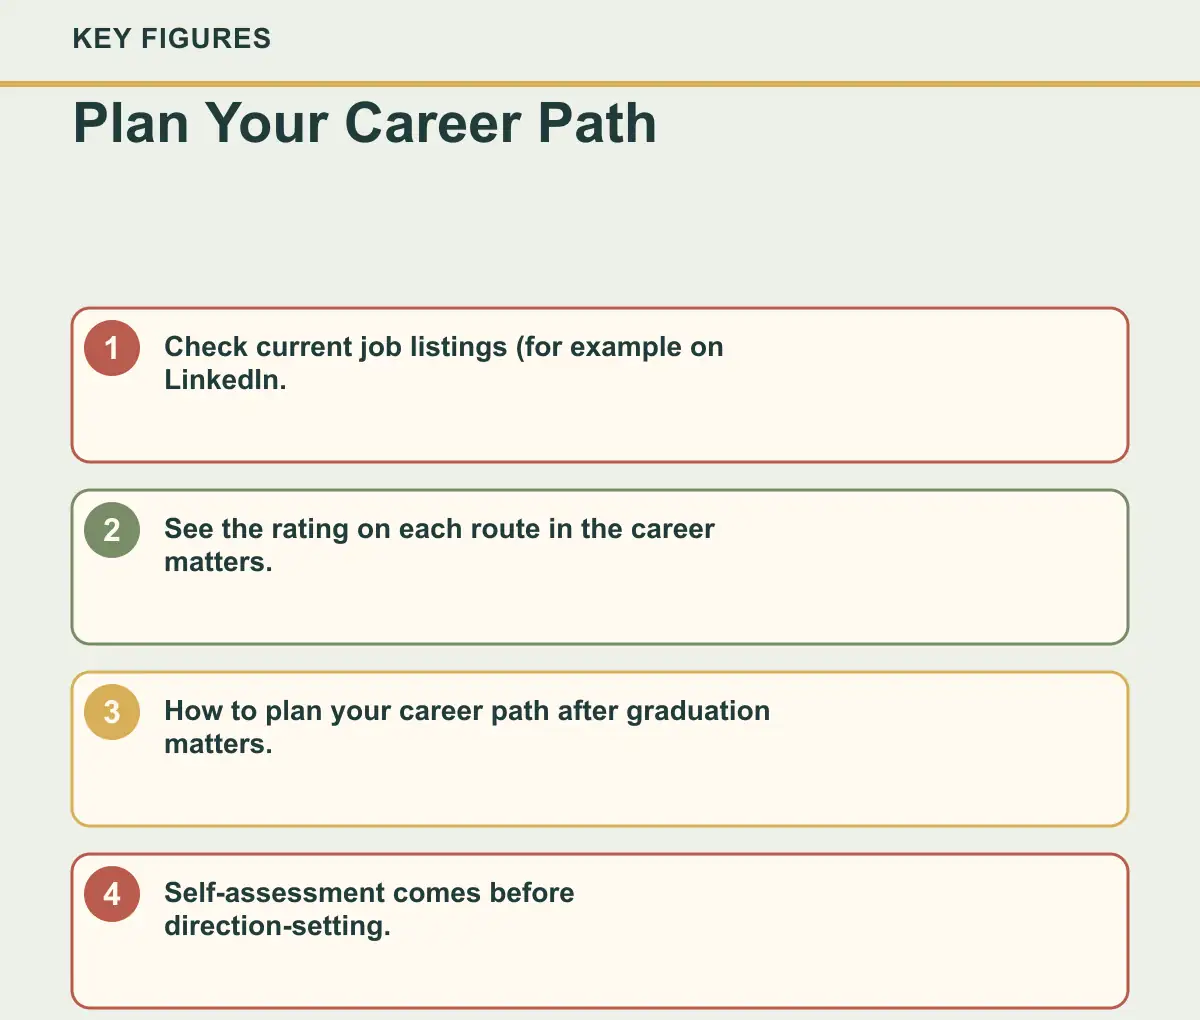 KEY FIGURES
Plan Your Career Path
1
Check current job listings (for example on
LinkedIn.
2
See the rating on each route in the career
matters.
3
How to plan your career path after graduation
matters.
4
Self-assessment comes before
direction-setting.